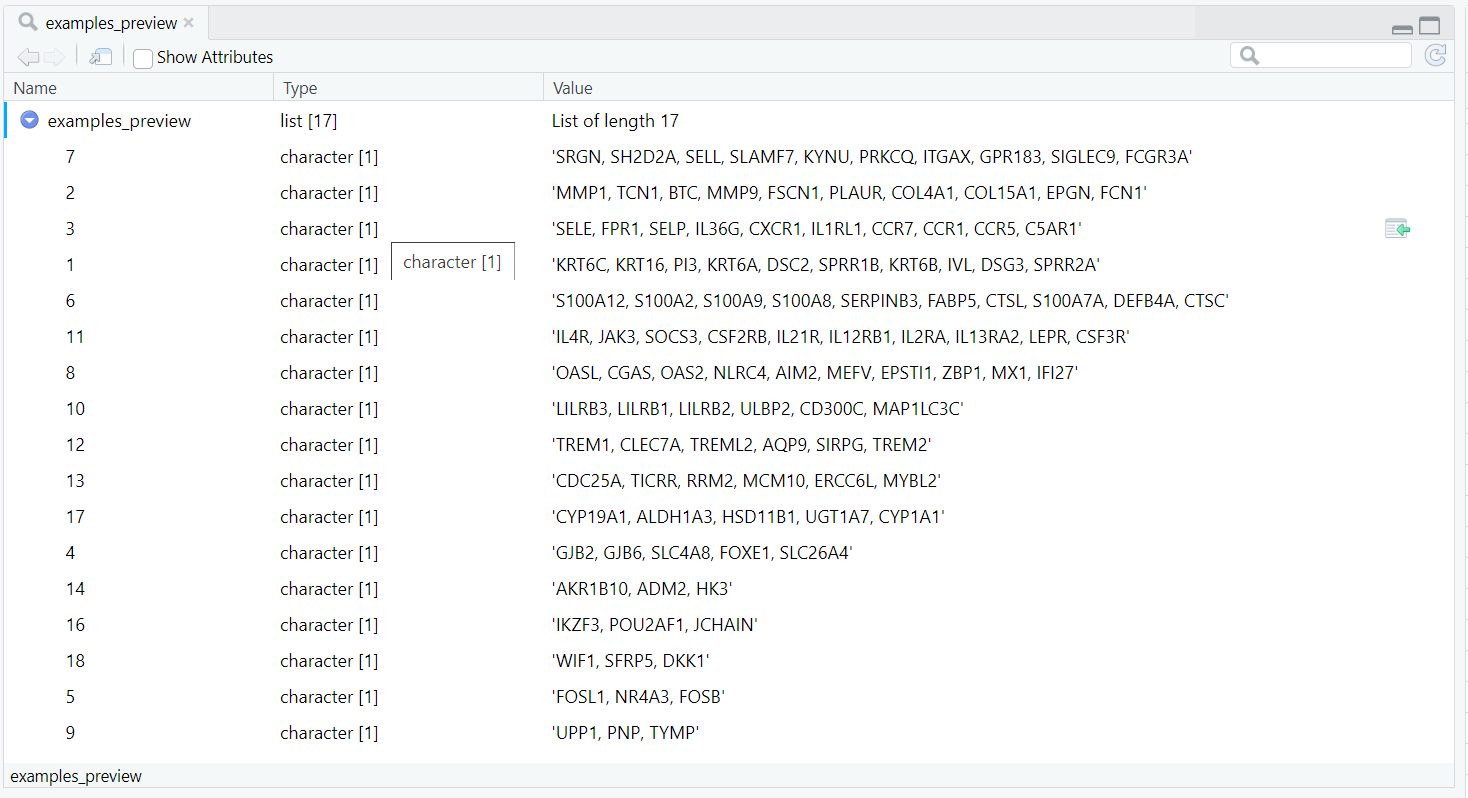 examples_preview
Show Attributes
Name Type Value
examples_preview list [17] List of length 17
7 character [1] 'SRGN, SH2D2A, SELL, SLAMF7, KYNU, PRKCQ, ITGAX, GPR183, SIGLEC9, FCGR3A'
2 character [1] 'MMP1, TCN1, BTC, MMP9, FSCN1, PLAUR, COL4A1, COL15A1, EPGN, FCN1'
3 character [1] 'SELE, FPR1, SELP, IL36G, CXCR1, IL1RL1, CCR7, CCR1, CCR5, C5AR1'
1 character [1] 'KRT6C, KRT16, PI3, KRT6A, DSC2, SPRR1B, KRT6B, IVL, DSG3, SPRR2A'
character [1]
6 character [1] 'S100A12, S100A2, S100A9, S100A8, SERPINB3, FABP5, CTSL, S100A7A, DEFB4A, CTSC'
11 character [1] 'IL4R, JAK3, SOCS3, CSF2RB, IL21R, IL12RB1, IL2RA, IL13RA2, LEPR, CSF3R'
8 character [1] 'OASL, CGAS, OAS2, NLRC4, AIM2, MEFV, EPSTI1, ZBP1, MX1, IFI27'
10 character [1] 'LILRB3, LILRB1, LILRB2, ULBP2, CD300C, MAP1LC3C'
12 character [1] 'TREM1, CLEC7A, TREML2, AQP9, SIRPG, TREM2'
13 character [1] 'CDC25A, TICRR, RRM2, MCM10, ERCC6L, MYBL2'
17 character [1] 'CYP19A1, ALDH1A3, HSD11B1, UGT1A7, CYP1A1'
4 character [1] 'GJB2, GJB6, SLC4A8, FOXE1, SLC26A4'
14 character [1] 'AKR1B10, ADM2, HK3'
16 character [1] 'IKZF3, POU2AF1, JCHAIN'
18 character [1] 'WIF1, SFRP5, DKK1'
5 character [1] 'FOSL1, NR4A3, FOSB'
9 character [1] 'UPP1, PNP, TYMP'
examples_preview